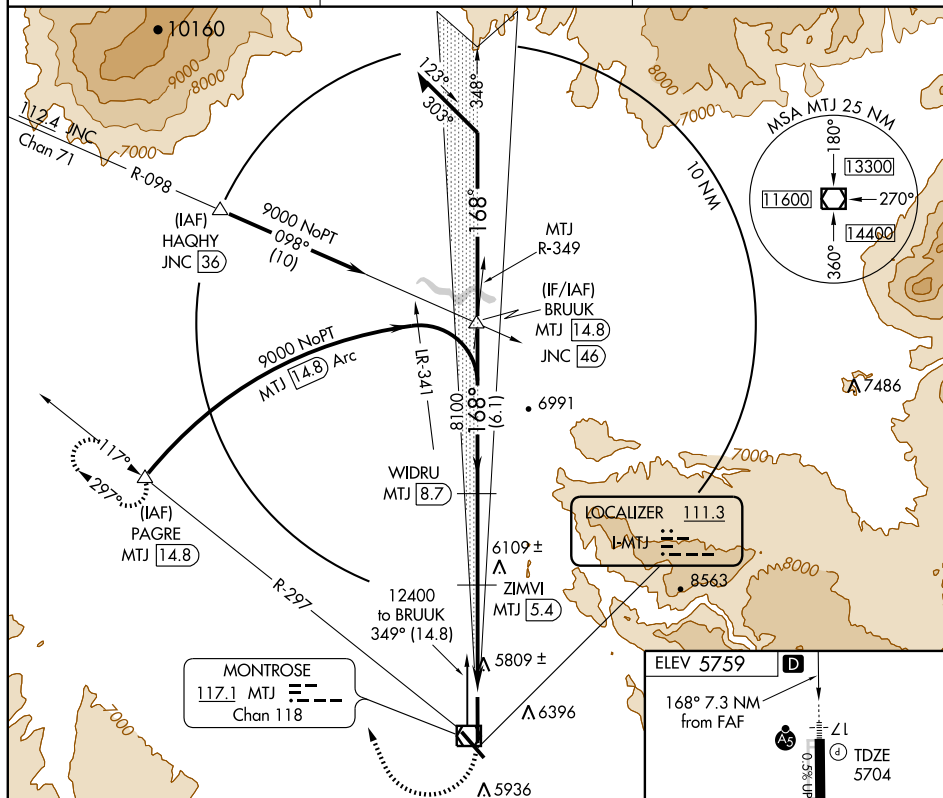 10160
9000
8000
7000
112.4 JNC
Chan 71
R-098
(IAF)
HAQHY
JNC 36
9000 NoPT
098°
(10)
123°
303°
348°
168°
10 NM
8000
7000
MSA MTJ 25 NM
180°
13300
11600
270°
14400
360°
MTJ
R-349
(IF/IAF)
BRUUK
MTJ 14.8
JNC 46
9000 NoPT
MTJ 14.8 Arc
LR-341
8100
168°
(6.1)
6991
7486
117°
297°
(IAF)
PAGRE
MTJ 14.8
R-297
WIDRU
MTJ 8.7
7000
8000
LOCALIZER 111.3
I-MTJ
8563
6109 ±
ZIMVI
MTJ 5.4
12400
to BRUUK
349° (14.8)
5809 ±
6396
5936
MONTROSE
117.1 MTJ
Chan 118
7000
ELEV 5759 D
168° 7.3 NM
from FAF
A5
17
P
TDZE
5704
0.5% UP